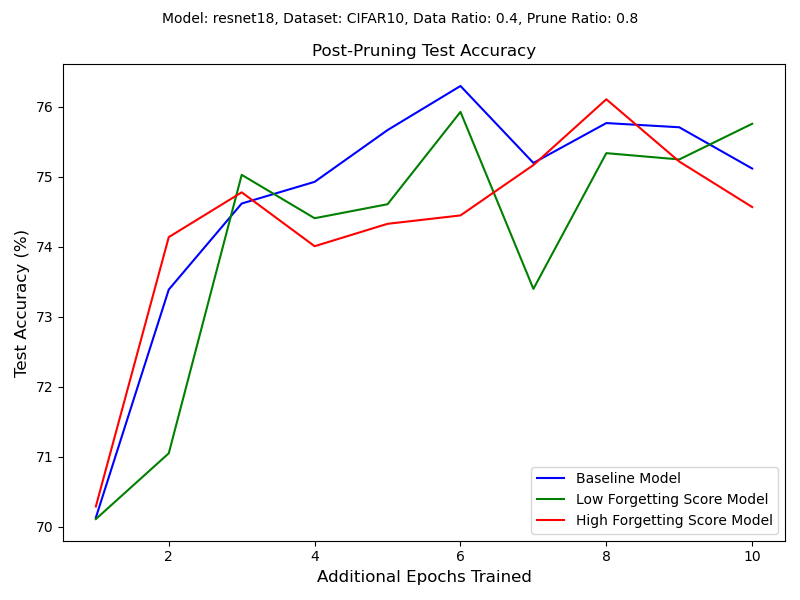 Model: resnet18, Dataset: CIFAR10, Data Ratio: 0.4, Prune Ratio: 0.8
Post-Pruning Test Accuracy
Test Accuracy (%)
76
75
74
73
72
71
70
Baseline Model
Low Forgetting Score Model
High Forgetting Score Model
2 4 6 8 10
Additional Epochs Trained